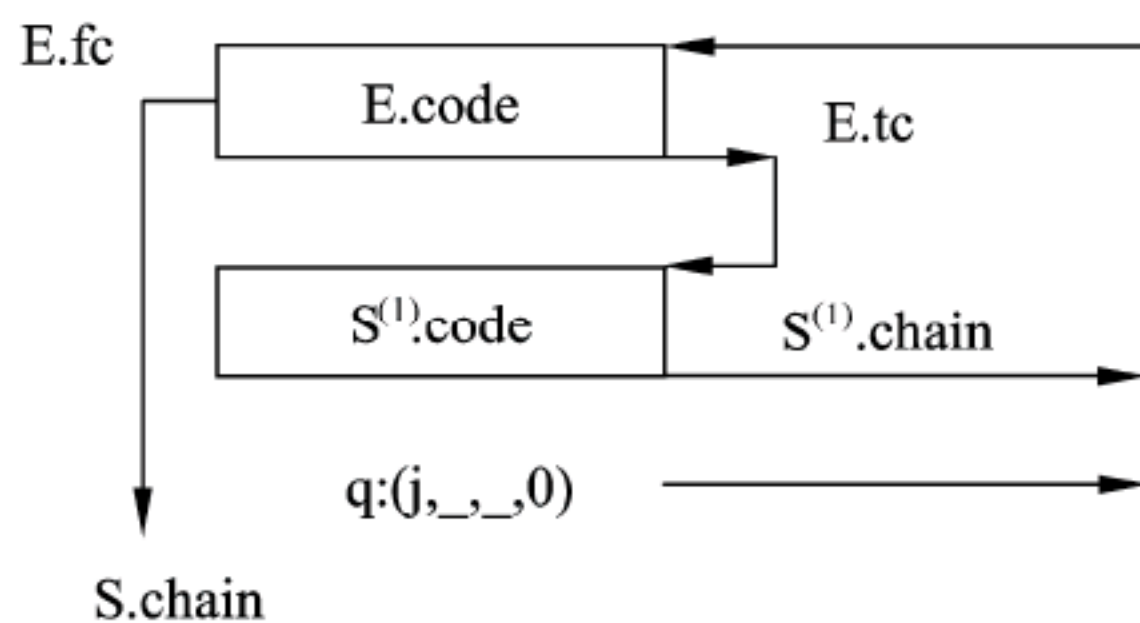 E.fc
E.code
E.tc
S⁽¹⁾.code
S⁽¹⁾.chain
q:(j,_,_,0)
S.chain